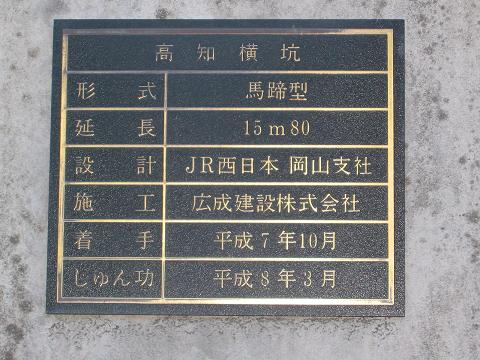 高知横坑
形式 馬蹄型
延長 15m80
設計 JR西日本 岡山支社
施工 広成建設株式会社
着手 平成7年10月
じゅん功 平成8年3月